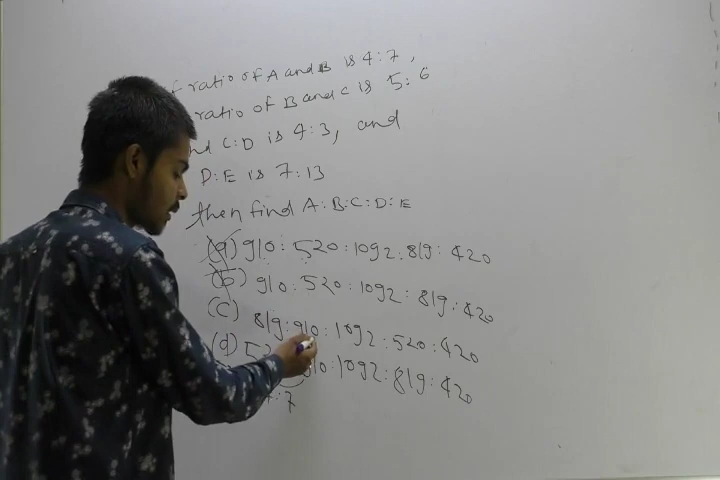 ratio of A and B is 4:7,
ratio of B and C is 5:6
C:D is 4:3, and
D:E is 7:13
then find A:B:C:D:E
(a) 910:520:1092:819:420
(b) 910:520:1092:819:420
(c) 819:910:1092:520:420
(d) 910:1092:819:420
:7